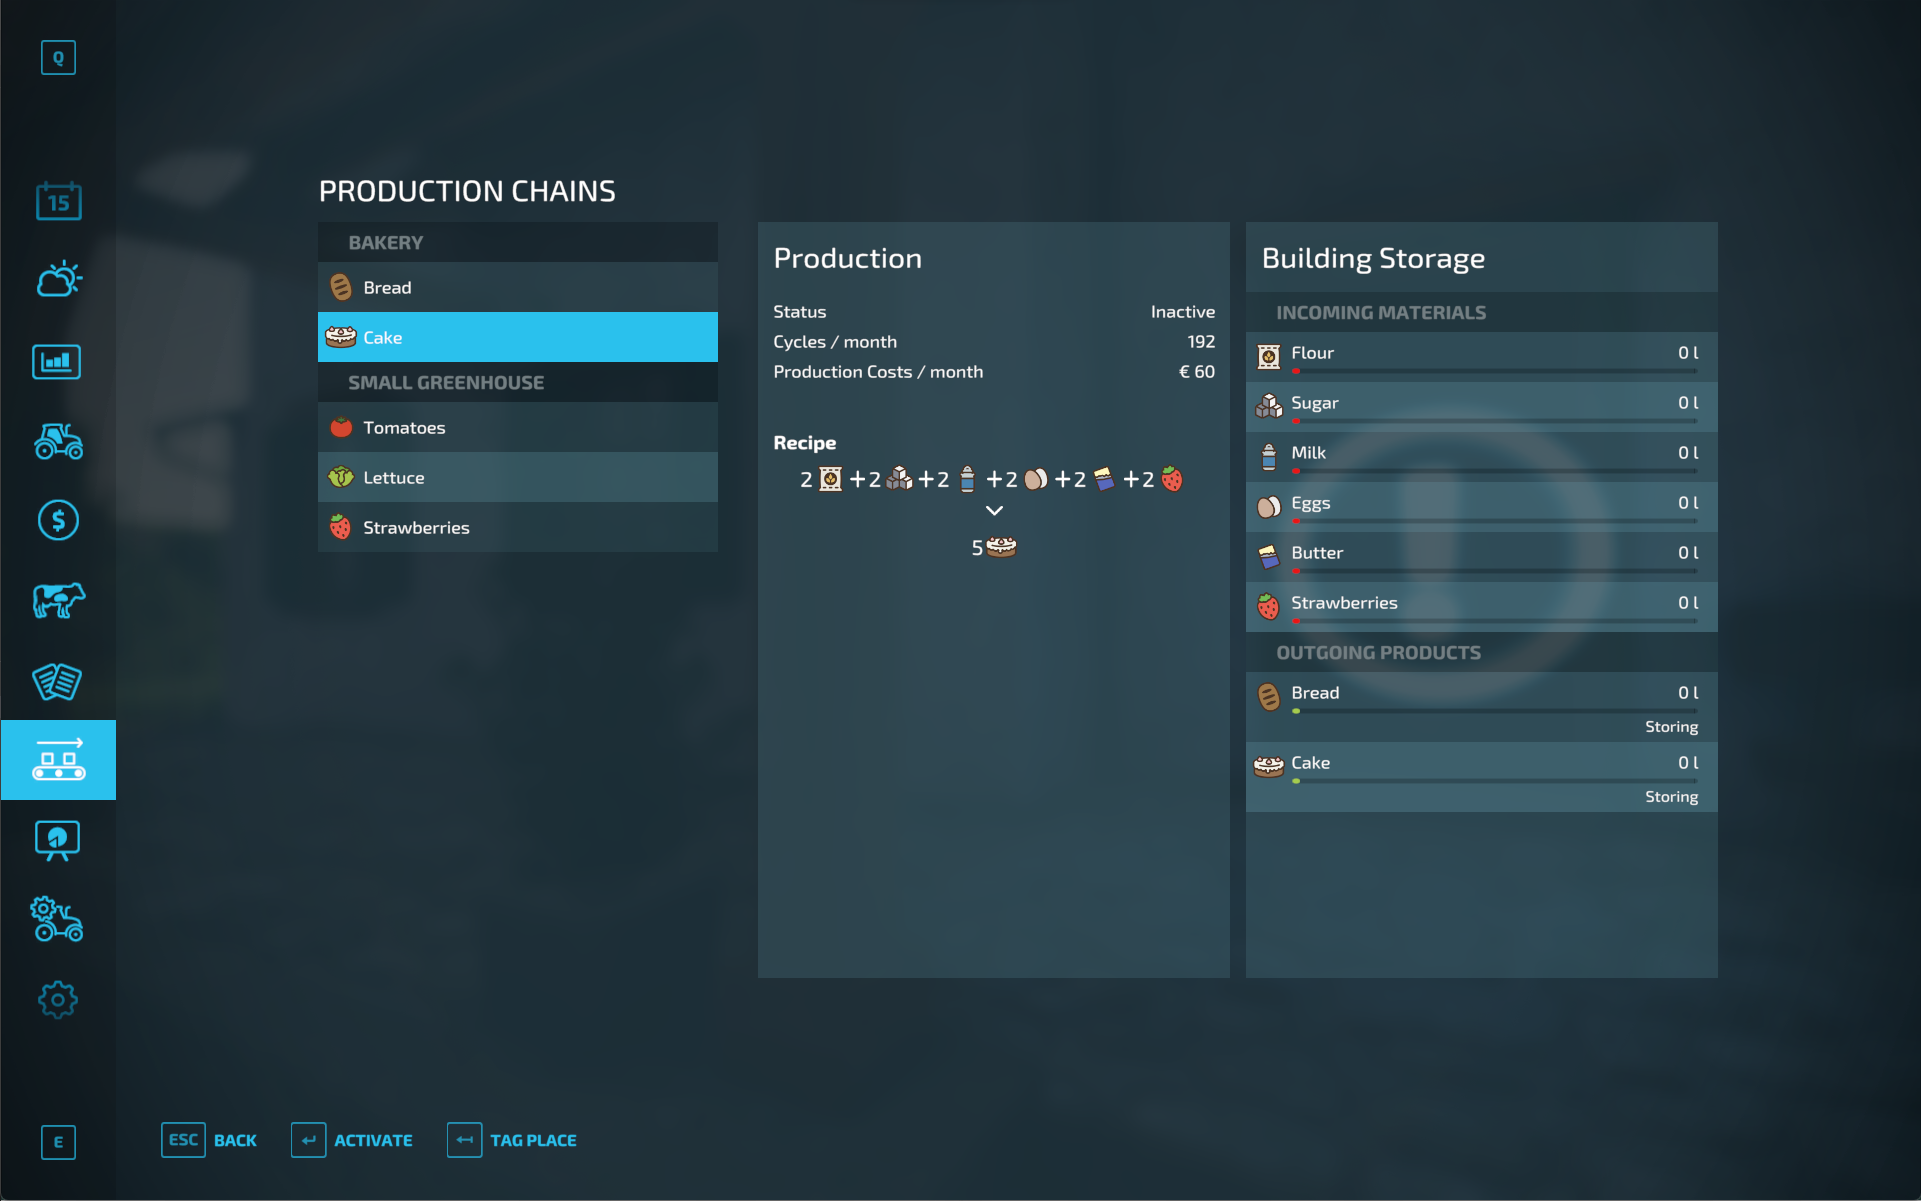 Q
15
PRODUCTION CHAINS
BAKERY
Bread
Cake
SMALL GREENHOUSE
Tomatoes
Lettuce
Strawberries
Production
Status Inactive
Cycles / month 192
Production Costs / month € 60
Recipe
2 +2 +2 +2 +2 +2
5
Building Storage
INCOMING MATERIALS
Flour 0 l
Sugar 0 l
Milk 0 l
Eggs 0 l
Butter 0 l
Strawberries 0 l
OUTGOING PRODUCTS
Bread 0 l
Storing
Cake 0 l
Storing
E
ESC BACK ACTIVATE TAG PLACE